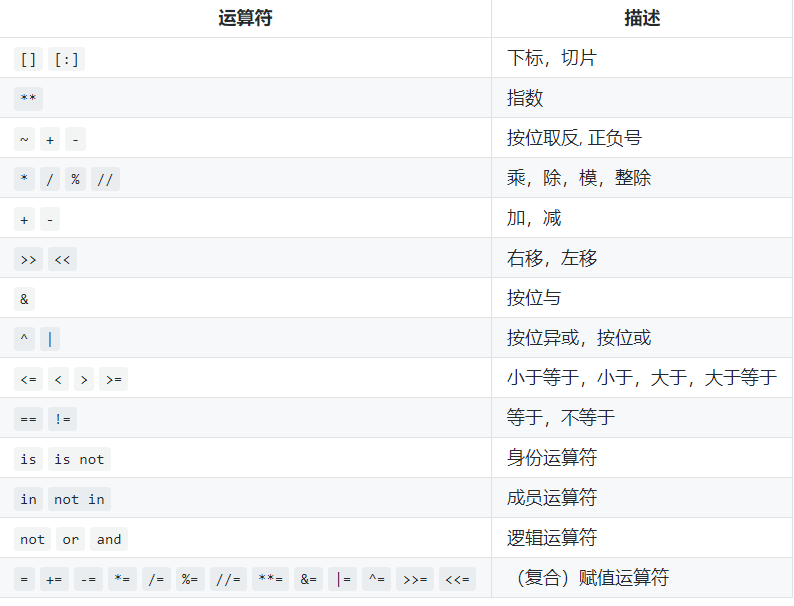 运算符 描述
[] [:] 下标，切片
** 指数
~ + - 按位取反, 正负号
* / % // 乘，除，模，整除
+ - 加，减
>> << 右移，左移
& 按位与
^ | 按位异或，按位或
<= < > >= 小于等于，小于，大于，大于等于
== != 等于，不等于
is is not 身份运算符
in not in 成员运算符
not or and 逻辑运算符
= += -= *= /= %= //= **= &= |= ^= >>= <<= （复合）赋值运算符